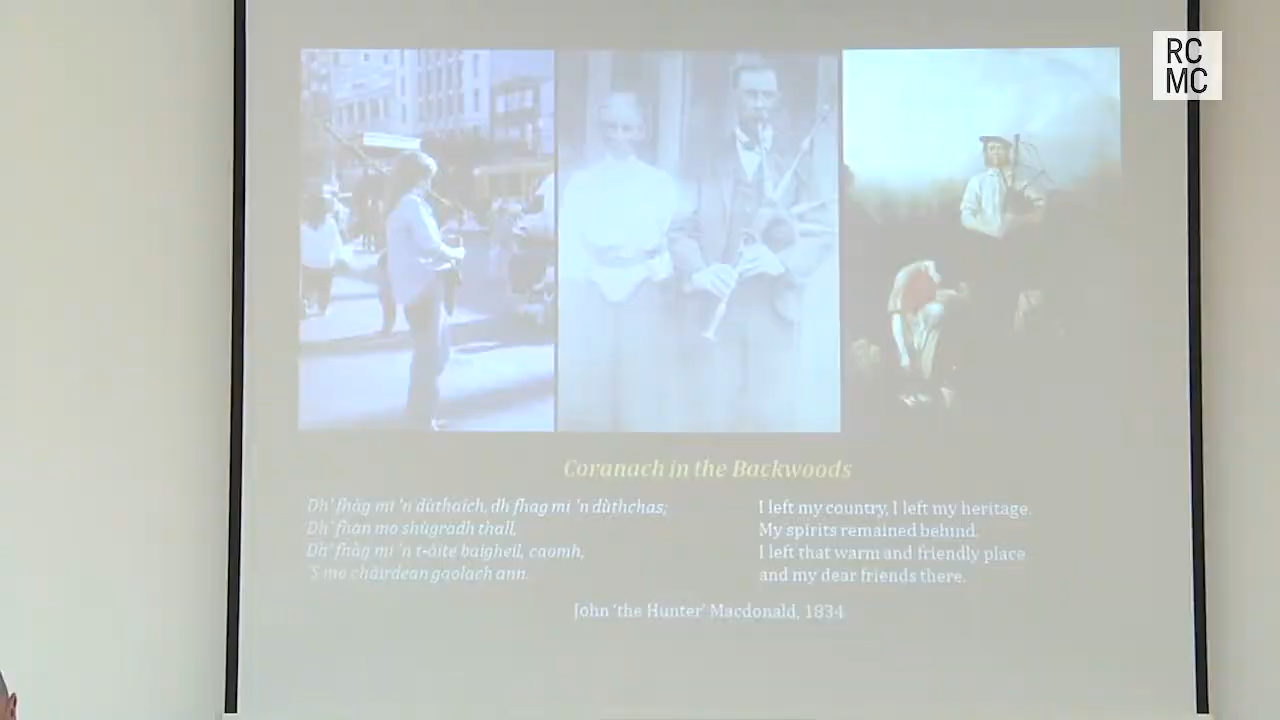 RC
MC
Coranach in the Backwoods
Dh' fhàg mi 'n dùthaich, dh fhag mi 'n dùthchas;
Dh' fhan mo shùgradh thall,
Dh' fhàg mi 'n t-àite baigheil, caomh,
'S mo chàirdean gaolach ann.
I left my country, I left my heritage.
My spirits remained behind.
I left that warm and friendly place
and my dear friends there.
John 'the Hunter' Macdonald, 1834